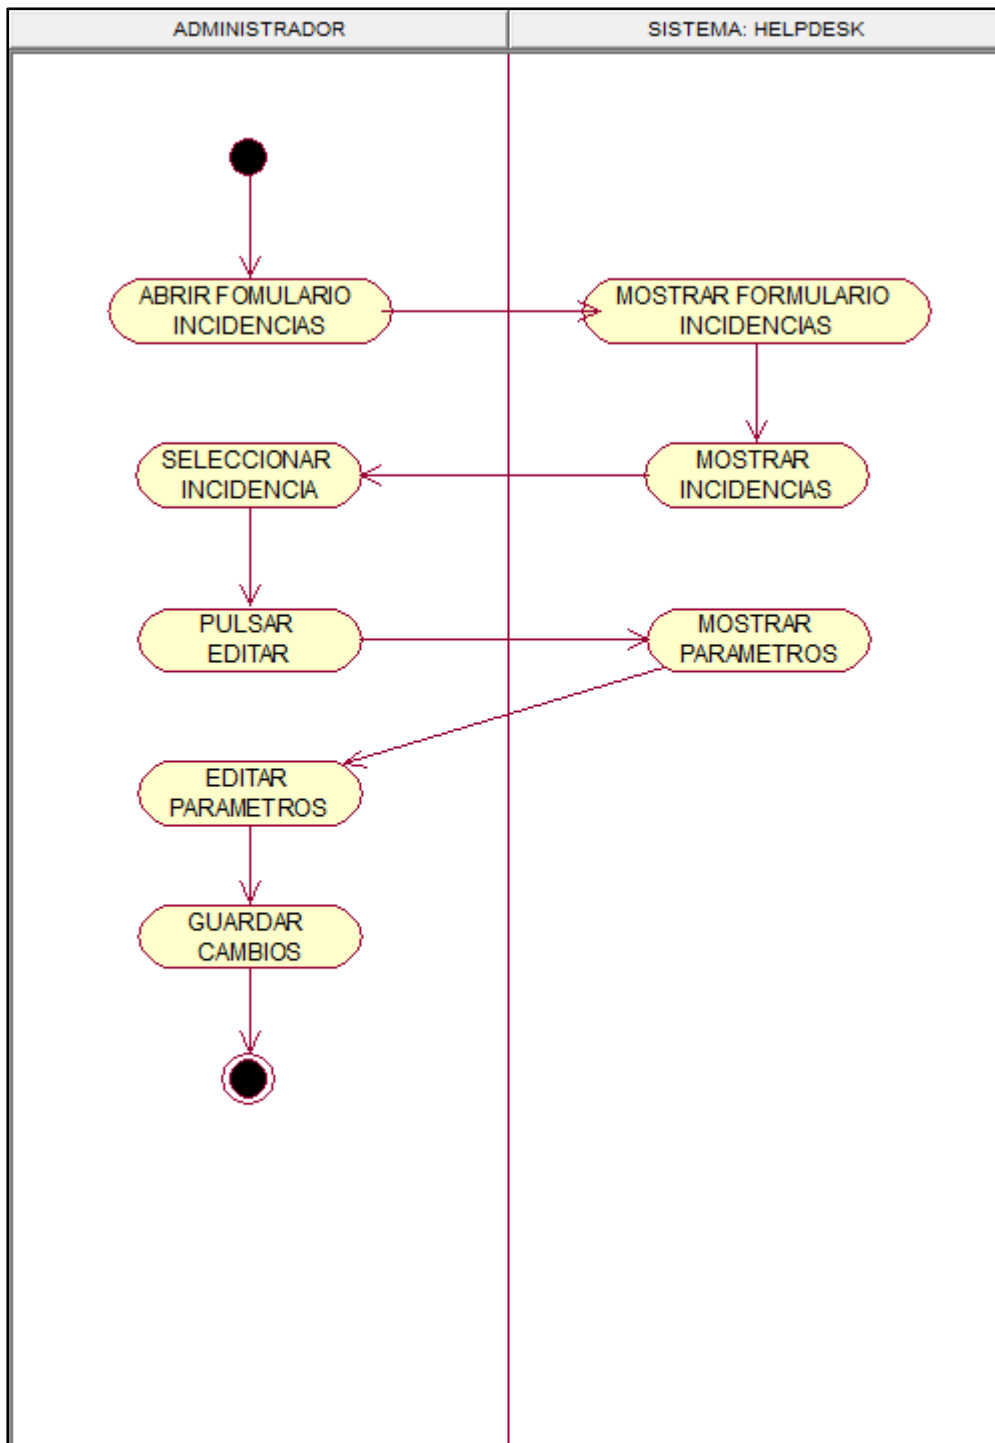 ADMINISTRADOR
SISTEMA: HELPDESK
ABRIR FOMULARIO
INCIDENCIAS
MOSTRAR FORMULARIO
INCIDENCIAS
SELECCIONAR
INCIDENCIA
MOSTRAR
INCIDENCIAS
PULSAR
EDITAR
MOSTRAR
PARAMETROS
EDITAR
PARAMETROS
GUARDAR
CAMBIOS